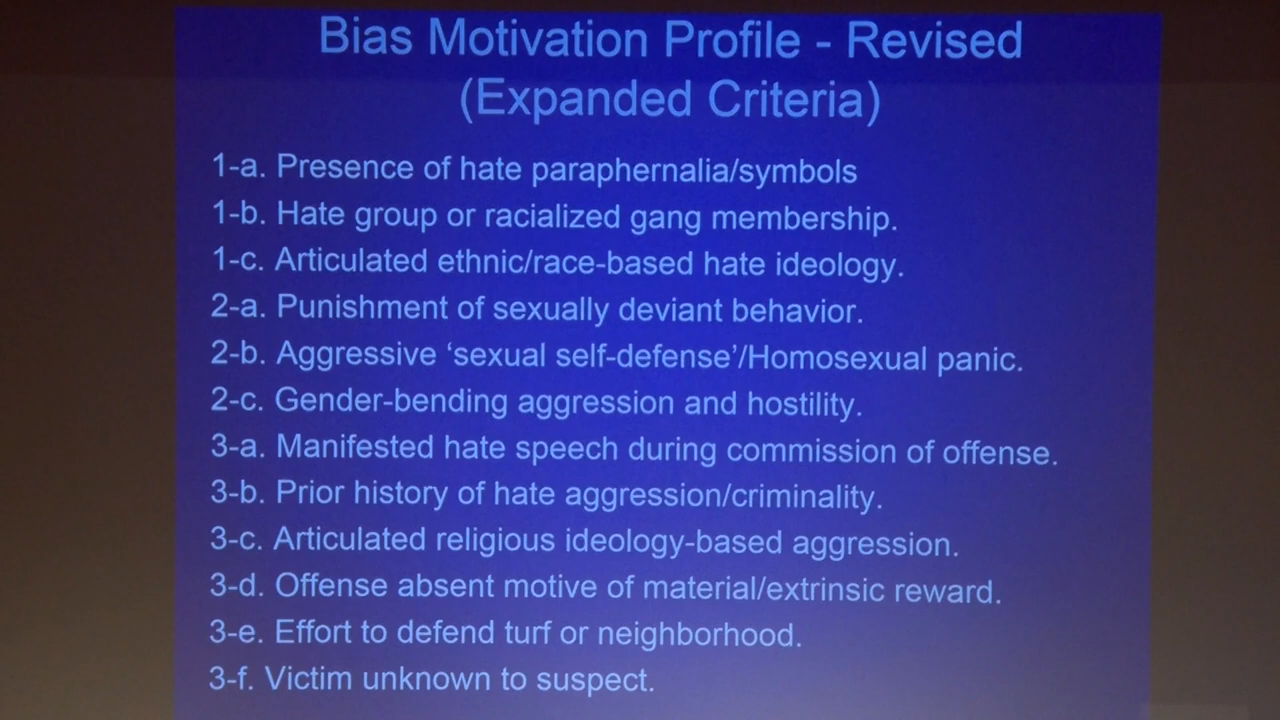 Bias Motivation Profile - Revised
(Expanded Criteria)
1-a. Presence of hate paraphernalia/symbols
1-b. Hate group or racialized gang membership.
1-c. Articulated ethnic/race-based hate ideology.
2-a. Punishment of sexually deviant behavior.
2-b. Aggressive ‘sexual self-defense’/Homosexual panic.
2-c. Gender-bending aggression and hostility.
3-a. Manifested hate speech during commission of offense.
3-b. Prior history of hate aggression/criminality.
3-c. Articulated religious ideology-based aggression.
3-d. Offense absent motive of material/extrinsic reward.
3-e. Effort to defend turf or neighborhood.
3-f. Victim unknown to suspect.